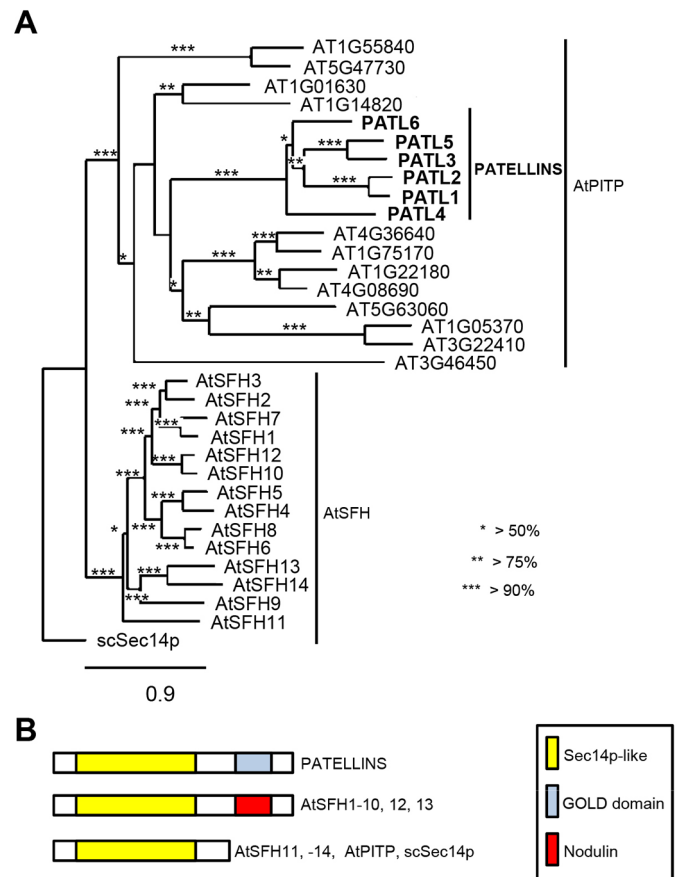 A
AT1G55840
***
AT5G47730
AT1G01630
**
AT1G14820
PATL6
*
PATL5
***
PATL3
***
**
PATL2
***
PATL1
PATL4
PATELLINS
AtPITP
***
AT4G36640
***
AT1G75170
***
AT1G22180
**
AT4G08690
*
*
AT5G63060
**
AT1G05370
***
AT3G22410
AT3G46450
AtSFH3
***
AtSFH2
***
AtSFH7
***
AtSFH1
***
AtSFH12
***
AtSFH10
***
AtSFH5
***
AtSFH4
AtSFH8
***
AtSFH6
***
AtSFH
*
AtSFH13
***
AtSFH14
***
AtSFH9
***
AtSFH11
scSec14p
* > 50%
** > 75%
*** > 90%
0.9
B
PATELLINS
AtSFH1-10, 12, 13
AtSFH11, -14, AtPITP, scSec14p
Sec14p-like
GOLD domain
Nodulin